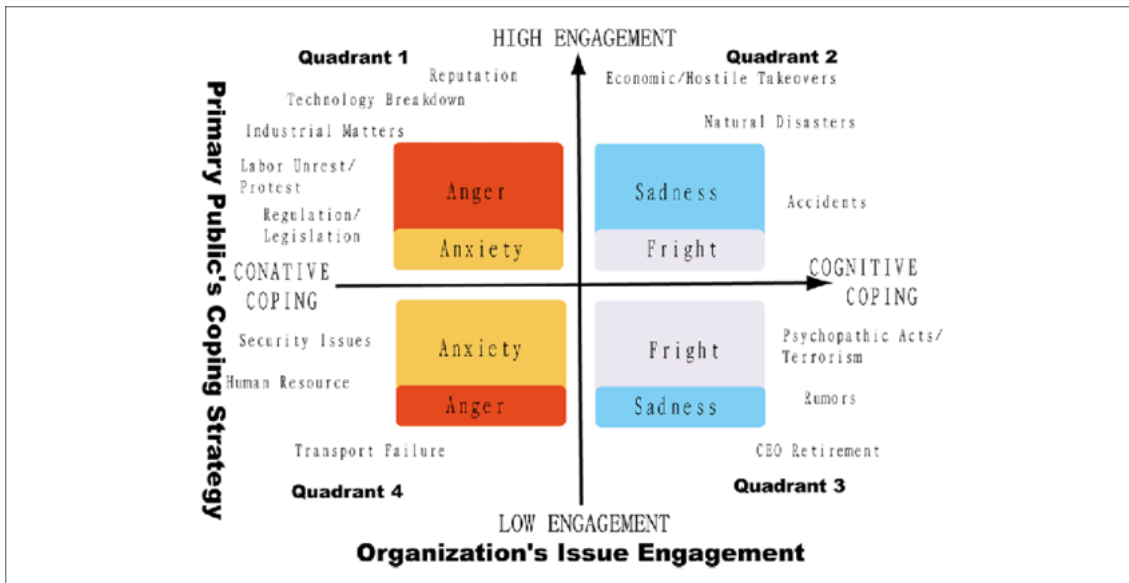 HIGH ENGAGEMENT
Quadrant 1
Quadrant 2
Reputation
Economic/Hostile Takeovers
Technology Breakdown
Natural Disasters
Industrial Matters
Labor Unrest/
Protest
Anger
Sadness
Accidents
Regulation/
Legislation
Anxiety
Fright
CONATIVE
COPING
COGNITIVE
COPING
Primary Public's Coping Strategy
Security Issues
Anxiety
Fright
Psychopathic Acts/
Terrorism
Human Resource
Anger
Sadness
Rumors
Transport Failure
CEO Retirement
Quadrant 4
Quadrant 3
LOW ENGAGEMENT
Organization's Issue Engagement